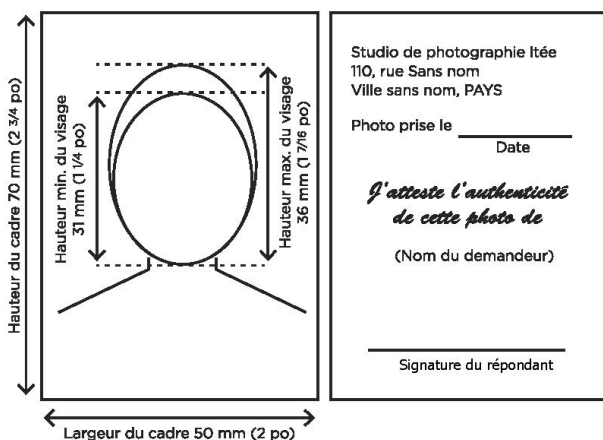 Hauteur du cadre 70 mm (2 3/4 po)
Hauteur min. du visage
31 mm (1 1/4 po)
Hauteur max. du visage
36 mm (1 7/16 po)
Largeur du cadre 50 mm (2 po)
Studio de photographie ltée
110, rue Sans nom
Ville sans nom, PAYS
Photo prise le
Date
J'atteste l'authenticité
de cette photo de
(Nom du demandeur)
Signature du répondant